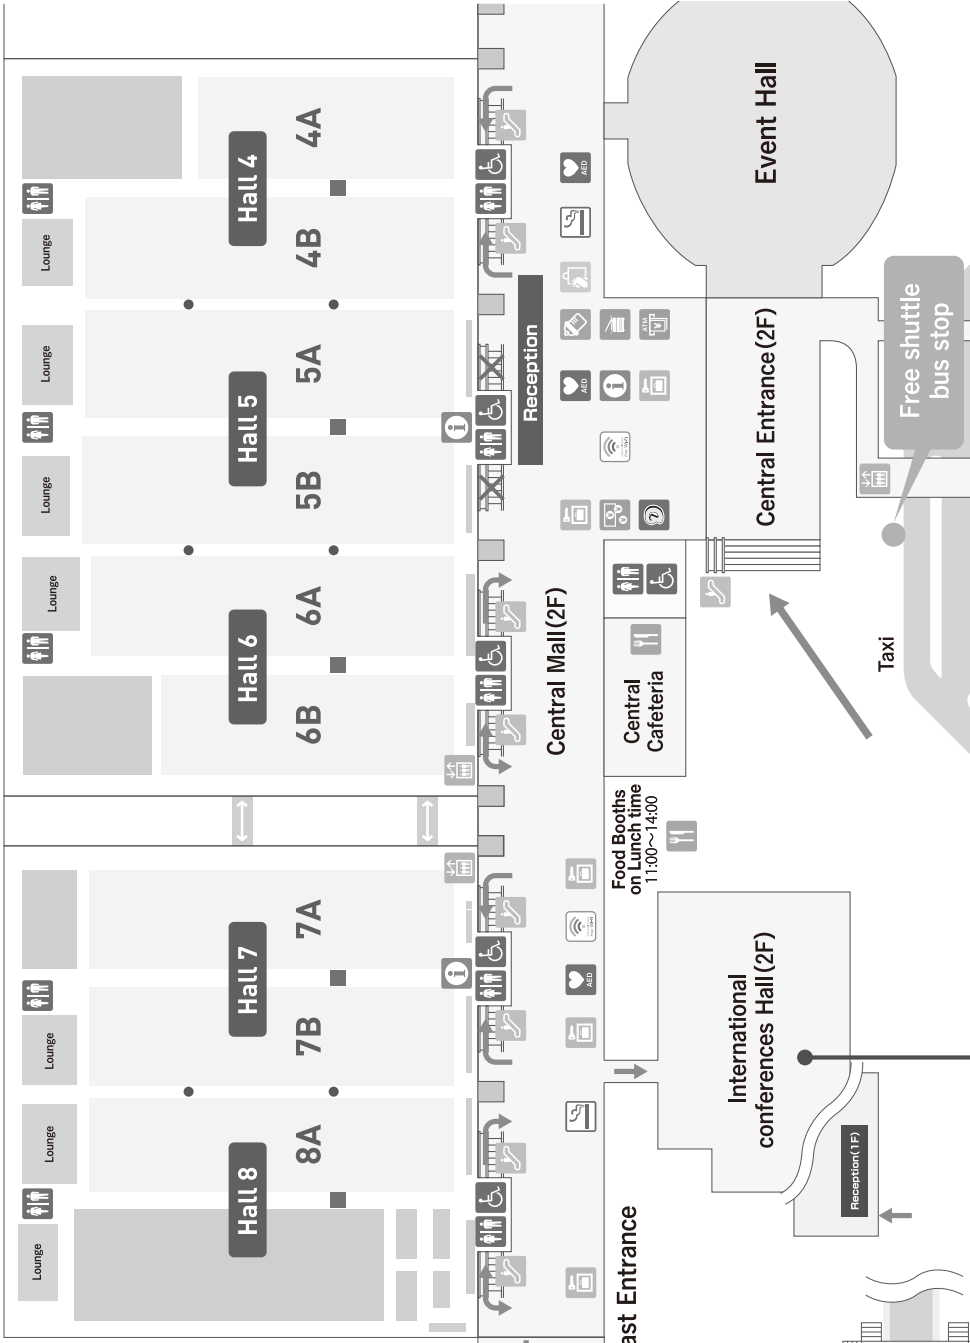 Lounge
Lounge
Lounge
Lounge
Lounge
Lounge
Lounge
Hall 4
Hall 5
Hall 6
Hall 7
Hall 8
4A
4B
5A
5B
6A
6B
7A
7B
8A
Reception
Central Mall(2F)
AED
AED
AED
ATM
Event Hall
Central Entrance(2F)
Free shuttle
bus stop
Taxi
Central
Cafeteria
Food Booths
on Lunch time
11:00～14:00
International
conferences Hall(2F)
Reception(1F)
ast Entrance